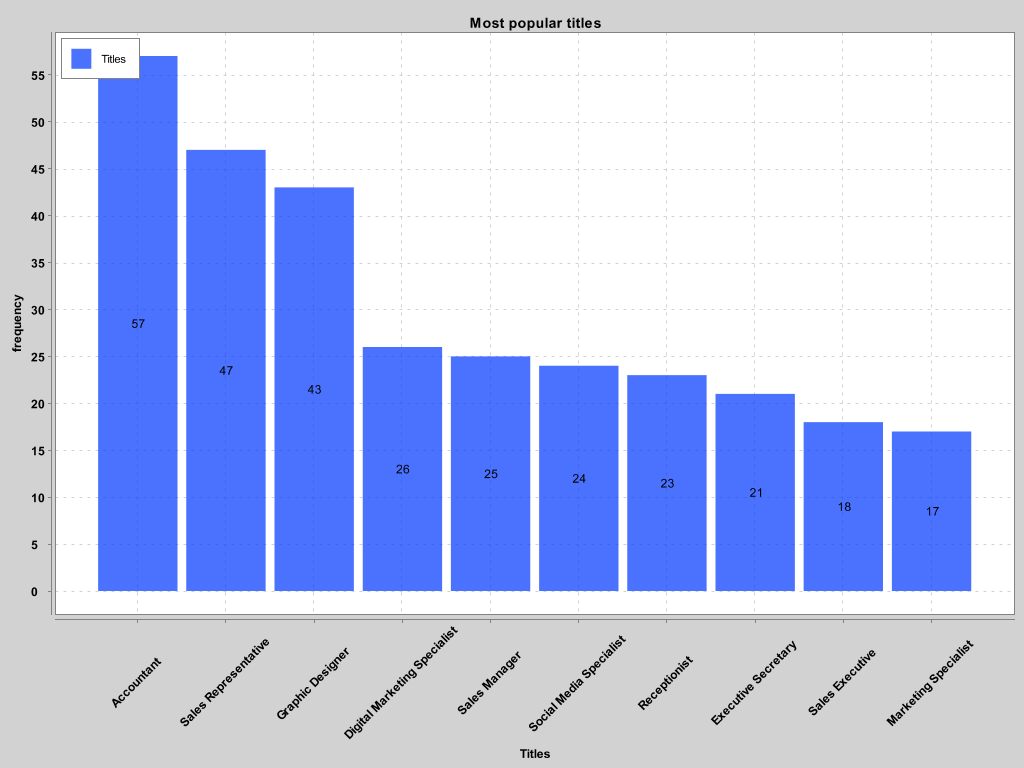 Most popular titles
Titles
frequency
55
50
45
40
35
30
25
20
15
10
5
0
57
47
43
26
25
24
23
21
18
17
Accountant
Sales Representative
Graphic Designer
Digital Marketing Specialist
Sales Manager
Social Media Specialist
Receptionist
Executive Secretary
Sales Executive
Marketing Specialist
Titles